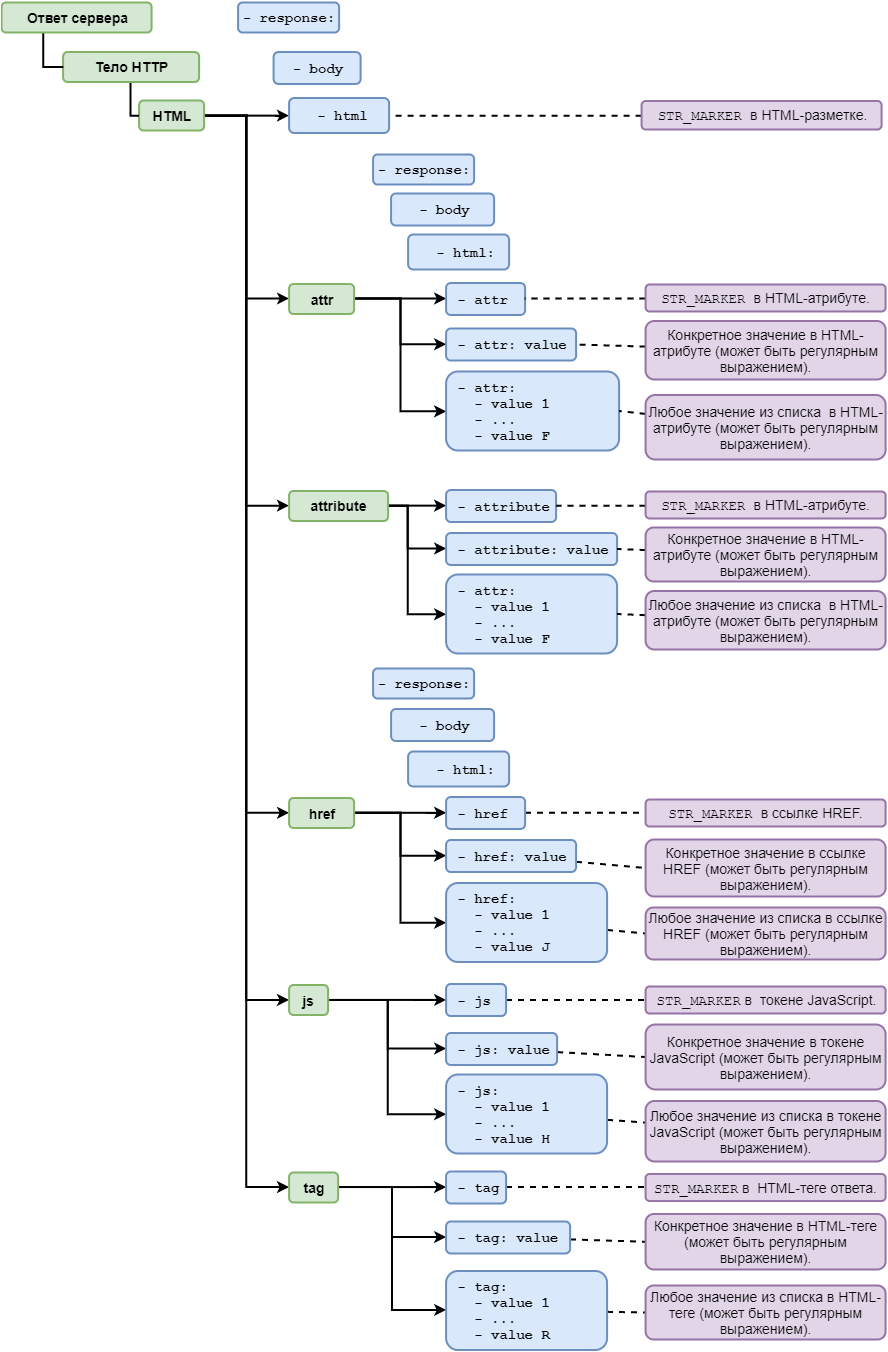 Ответ сервера
- response:
Тело HTTP
- body
HTML
- html
STR_MARKER в HTML-разметке.
- response:
- body
- html:
attr
- attr
STR_MARKER в HTML-атрибуте.
- attr: value
Конкретное значение в HTML-
атрибуте (может быть регулярным
выражением).
- attr:
- value 1
- ...
- value F
Любое значение из списка в HTML-
атрибуте (может быть регулярным
выражением).
attribute
- attribute
STR_MARKER в HTML-атрибуте.
- attribute: value
Конкретное значение в HTML-
атрибуте (может быть регулярным
выражением).
- attr:
- value 1
- ...
- value F
Любое значение из списка в HTML-
атрибуте (может быть регулярным
выражением).
- response:
- body
- html:
href
- href
STR_MARKER в ссылке HREF.
- href: value
Конкретное значение в ссылке
HREF (может быть регулярным
выражением).
- href:
- value 1
- ...
- value J
Любое значение из списка в ссылке
HREF (может быть регулярным
выражением).
js
- js
STR_MARKER в токене JavaScript.
- js: value
Конкретное значение в токене
JavaScript (может быть регулярным
выражением).
- js:
- value 1
- ...
- value H
Любое значение из списка в токене
JavaScript (может быть регулярным
выражением).
tag
- tag
STR_MARKER в HTML-теге ответа.
- tag: value
Конкретное значение в HTML-теге
(может быть регулярным
выражением).
- tag:
- value 1
- ...
- value R
Любое значение из списка в HTML-
теге (может быть регулярным
выражением).